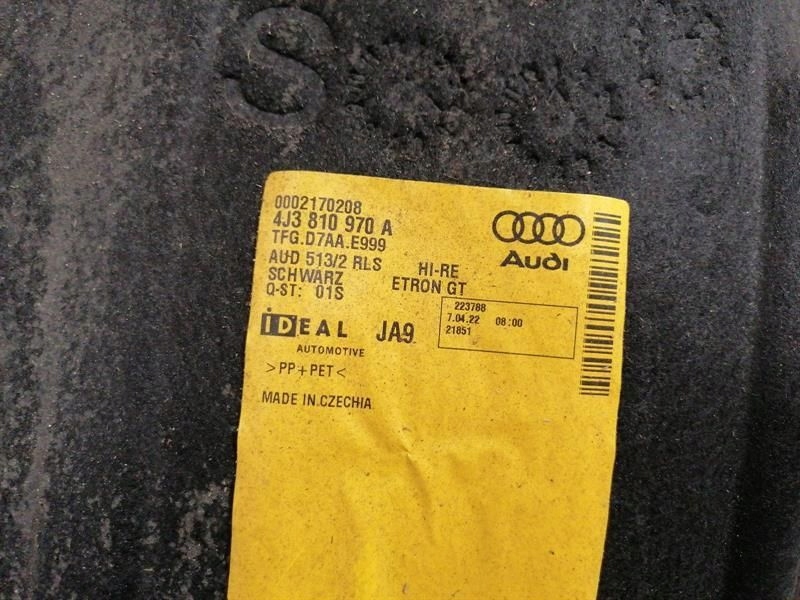 S
0002170208
4J3 810 970 A
TFG.D7AA.E999
AUD 513/2 RLS
SCHWARZ
Q-ST: 01S
HI-RE
ETRON GT
Audi
223788
7.04.22 08:00
21851
iDEAL
AUTOMOTIVE
JA9
>PP+PET<
MADE IN CZECHIA